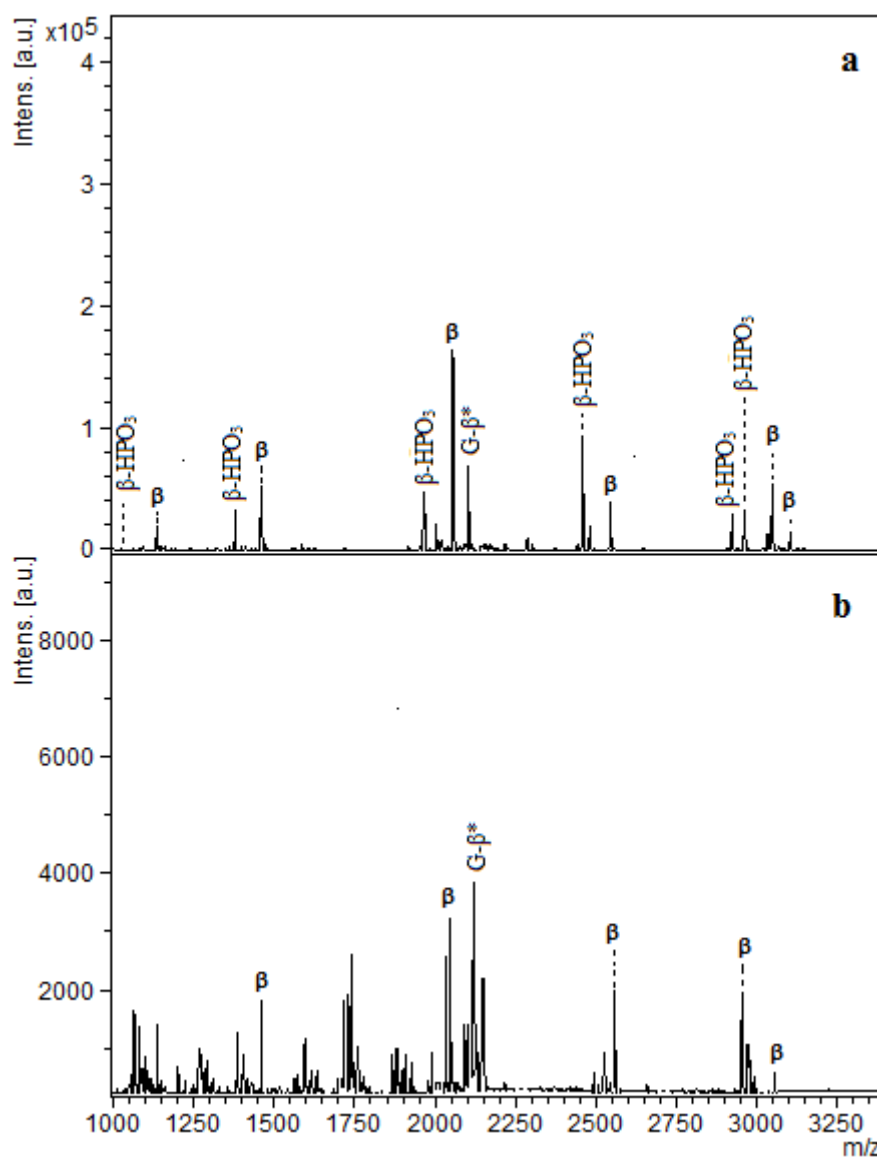 x10⁵
Intens. [a.u.]
a
4
3
2
1
0
β-HPO₃
β
β-HPO₃
β
β-HPO₃
β
G-β*
β-HPO₃
β
β-HPO₃
β-HPO₃
β
β
Intens. [a.u.]
b
8000
6000
4000
2000
β
β
G-β*
β
β
β
1000 1250 1500 1750 2000 2250 2500 2750 3000 3250
m/z